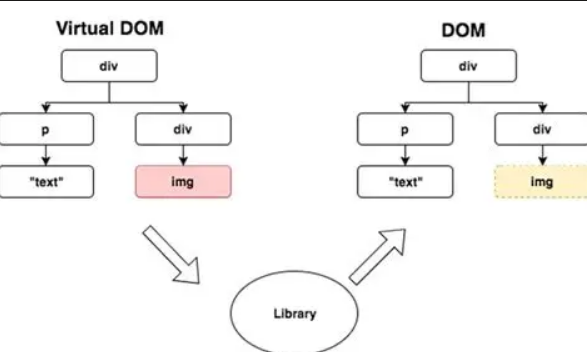 Virtual DOM
DOM
div
div
p
div
p
div
"text"
img
"text"
img
Library